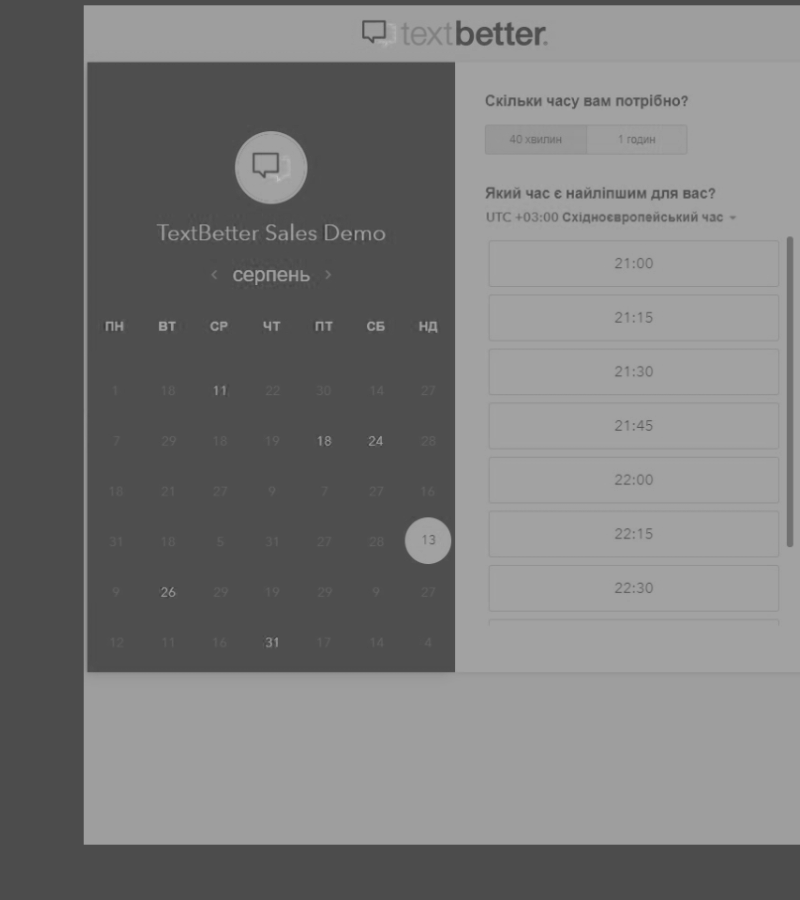 textbetter.
TextBetter Sales Demo
‹ серпень ›
ПН ВТ СР ЧТ ПТ СБ НД
1 18 11 22 30 14 27
7 29 18 19 18 24 28
18 21 27 9 7 27 16
31 18 5 31 27 28 13
9 26 29 19 29 9 27
12 11 16 31 17 14 4
Скільки часу вам потрібно?
40 хвилин 1 годин
Який час є найліпшим для вас?
UTC +03:00 Східноєвропейський час
21:00
21:15
21:30
21:45
22:00
22:15
22:30